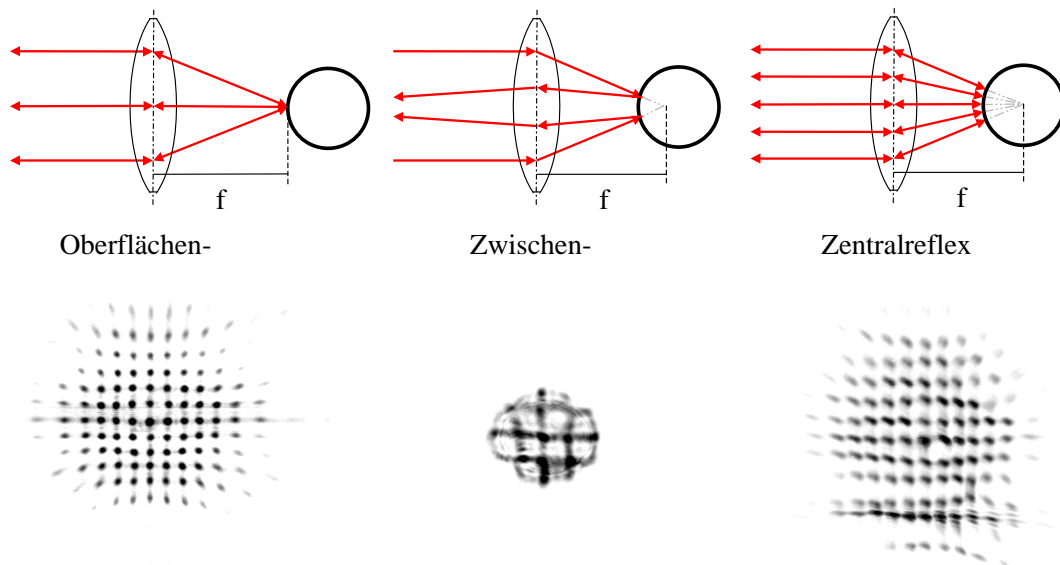 f
f
f
Oberflächen-
Zwischen-
Zentralreflex